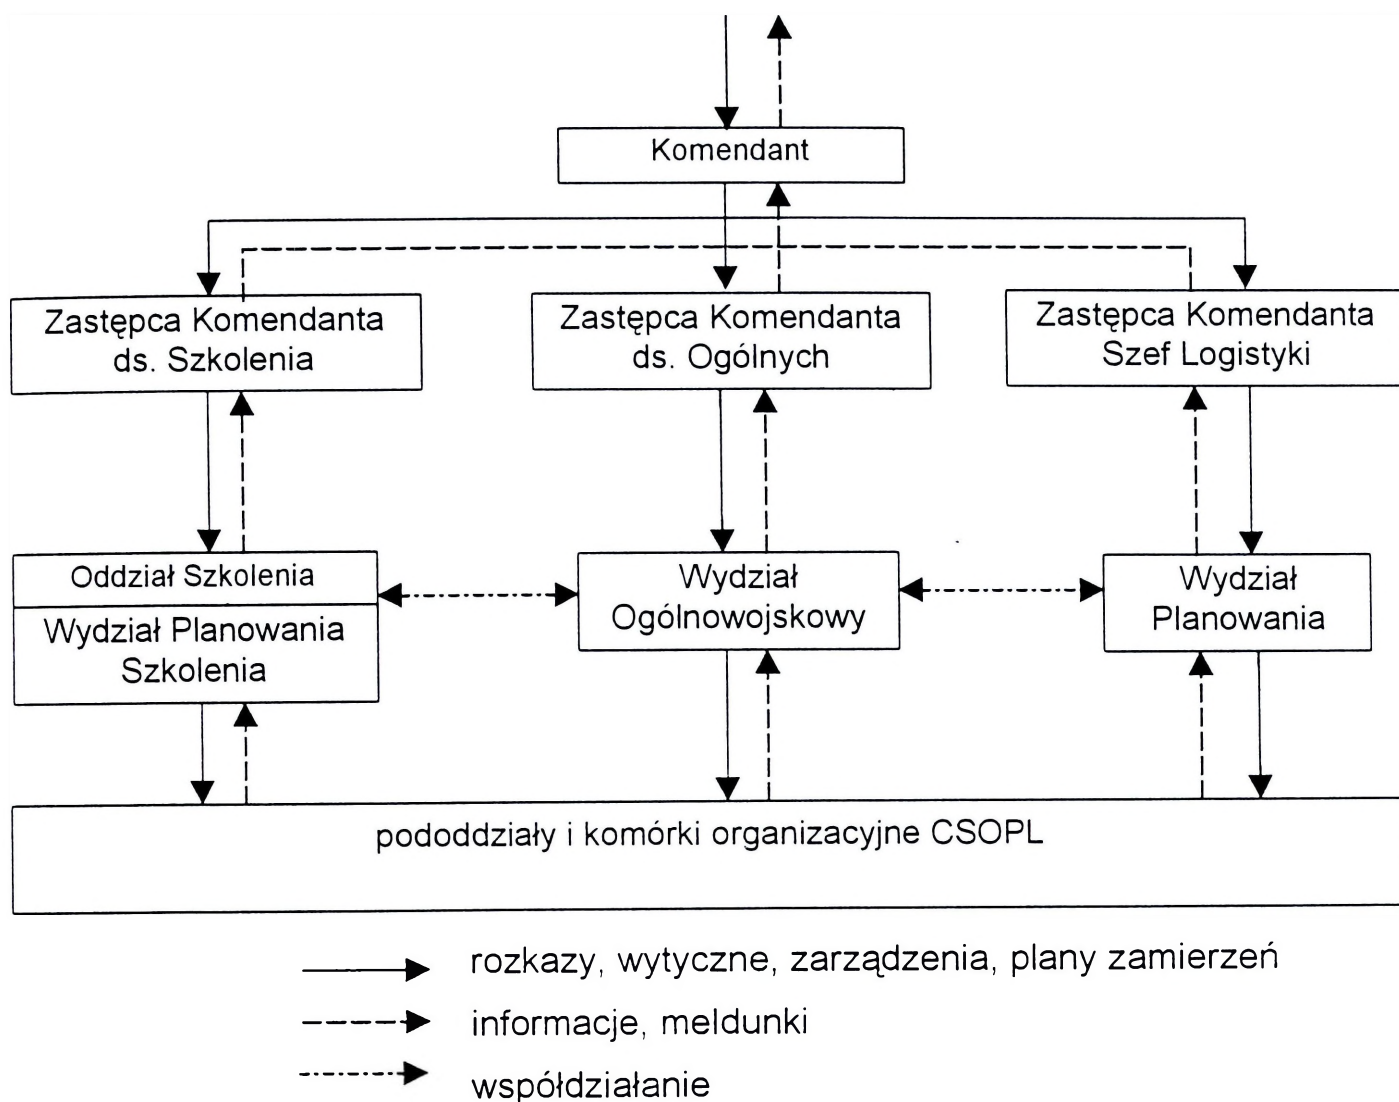 Komendant
Zastępca Komendanta
ds. Szkolenia
Zastępca Komendanta
ds. Ogólnych
Zastępca Komendanta
Szef Logistyki
Oddział Szkolenia
Wydział Planowania
Szkolenia
Wydział
Ogólnowojskowy
Wydział
Planowania
pododdziały i komórki organizacyjne CSOPL
rozkazy, wytyczne, zarządzenia, plany zamierzeń
informacje, meldunki
współdziałanie